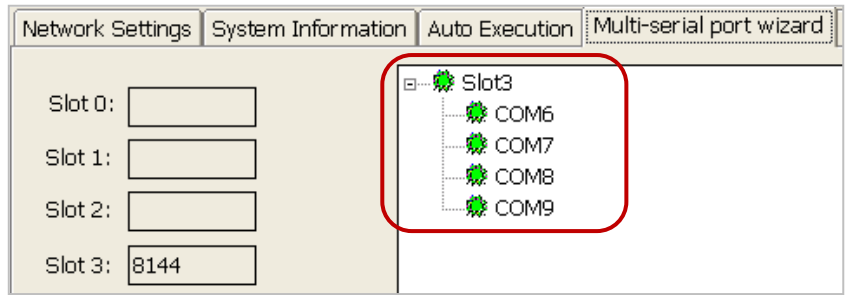 Network Settings System Information Auto Execution Multi-serial port wizard
Slot 0:
Slot 1:
Slot 2:
Slot 3: 8144
Slot3
COM6
COM7
COM8
COM9